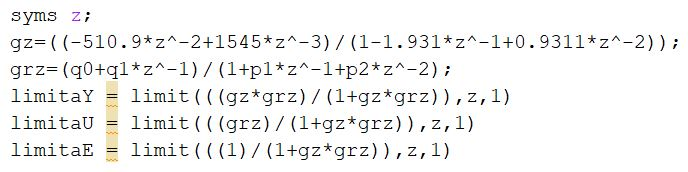 syms z;
gz=((-510.9*z^-2+1545*z^-3)/(1-1.931*z^-1+0.9311*z^-2));
grz=(q0+q1*z^-1)/(1+p1*z^-1+p2*z^-2);
limitaY = limit(((gz*grz)/(1+gz*grz)),z,1)
limitaU = limit(((grz)/(1+gz*grz)),z,1)
limitaE = limit(((1)/(1+gz*grz)),z,1)